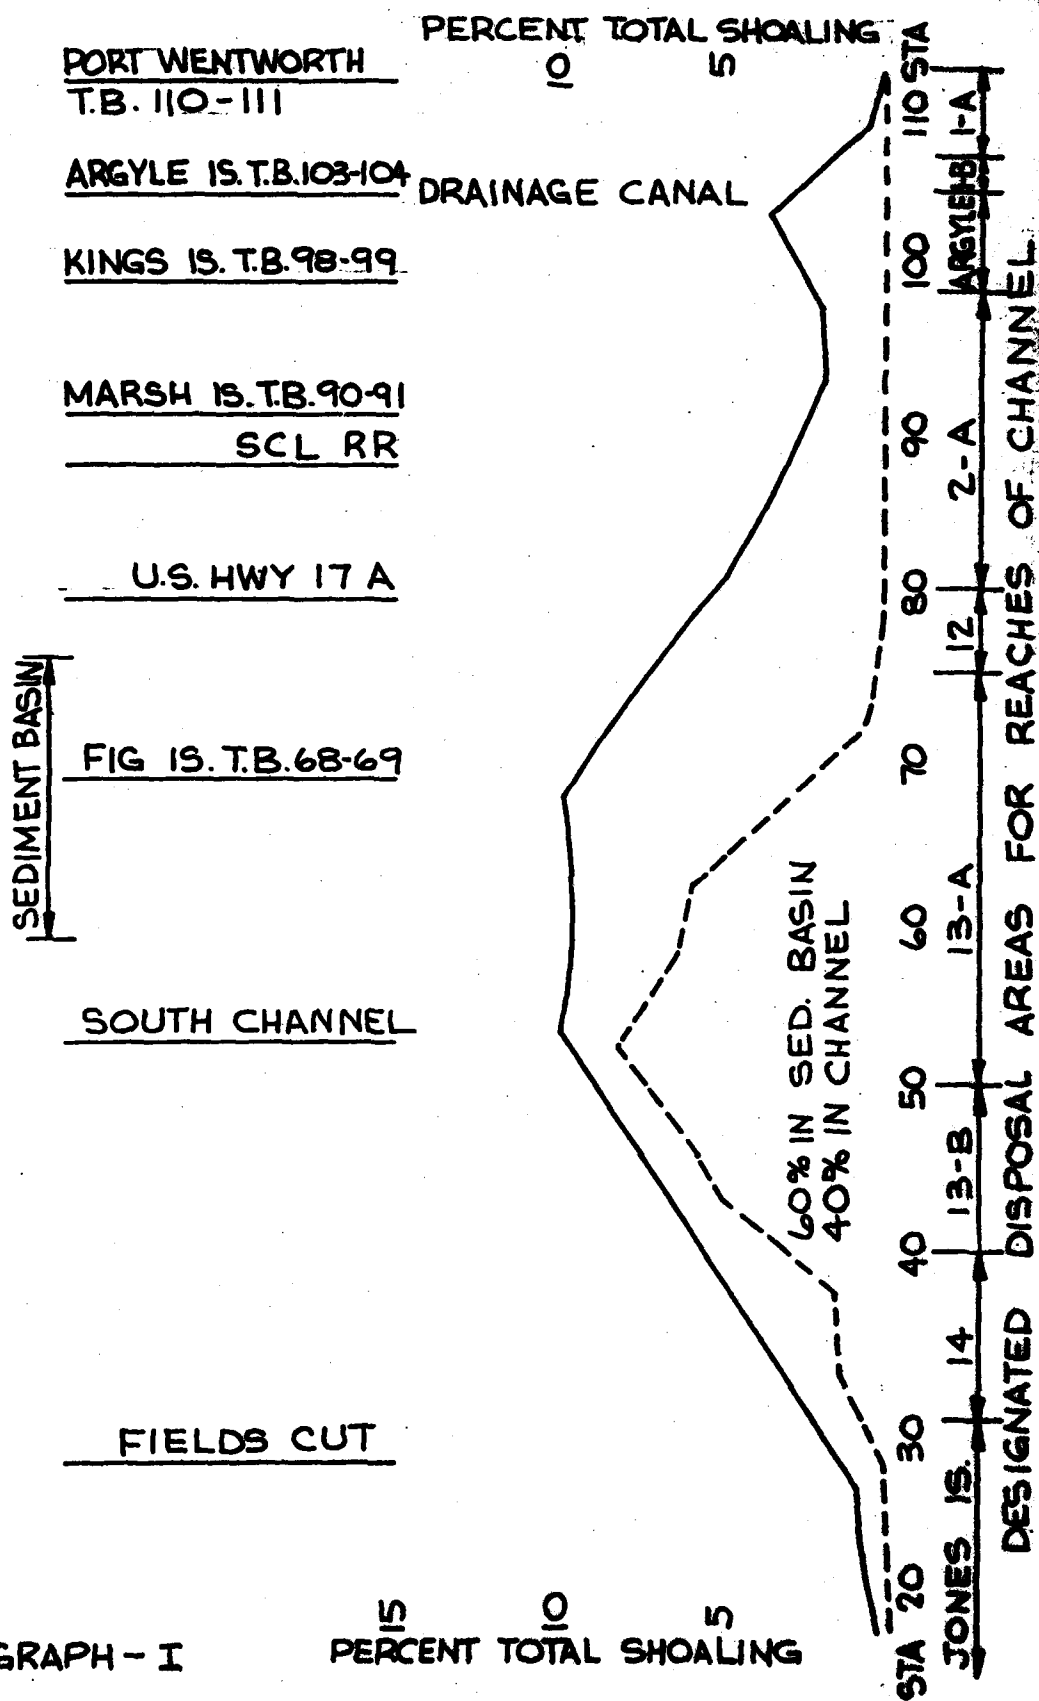 PERCENT TOTAL SHOALING
10
5
STA
PORT WENTWORTH
T.B. 110-111
ARGYLE IS. T.B. 103-104
DRAINAGE CANAL
KINGS IS. T.B. 98-99
MARSH IS. T.B. 90-91
SCL RR
U.S. HWY 17 A
SEDIMENT BASIN
FIG IS. T.B. 68-69
SOUTH CHANNEL
FIELDS CUT
60% IN SED. BASIN
40% IN CHANNEL
110
100
90
80
70
60
50
40
30
20
STA
1-A
1-B
ARGYLE
2-A
12
13-A
13-B
14
JONES IS.
DESIGNATED DISPOSAL AREAS FOR REACHES OF CHANNEL
15
10
5
PERCENT TOTAL SHOALING
GRAPH - I